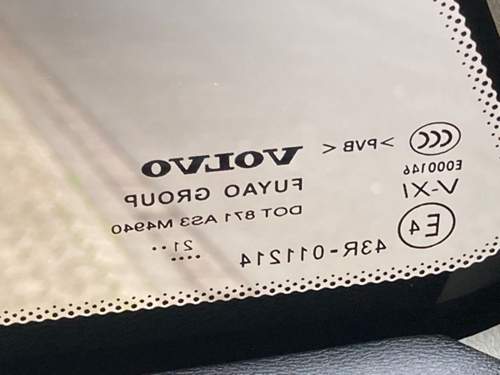 CCC >PVB<
E000146 VOLVO
V-XI FUYAO GROUP
DOT 871 AS3 M4940
E4 43R-011214
.. 21 ....